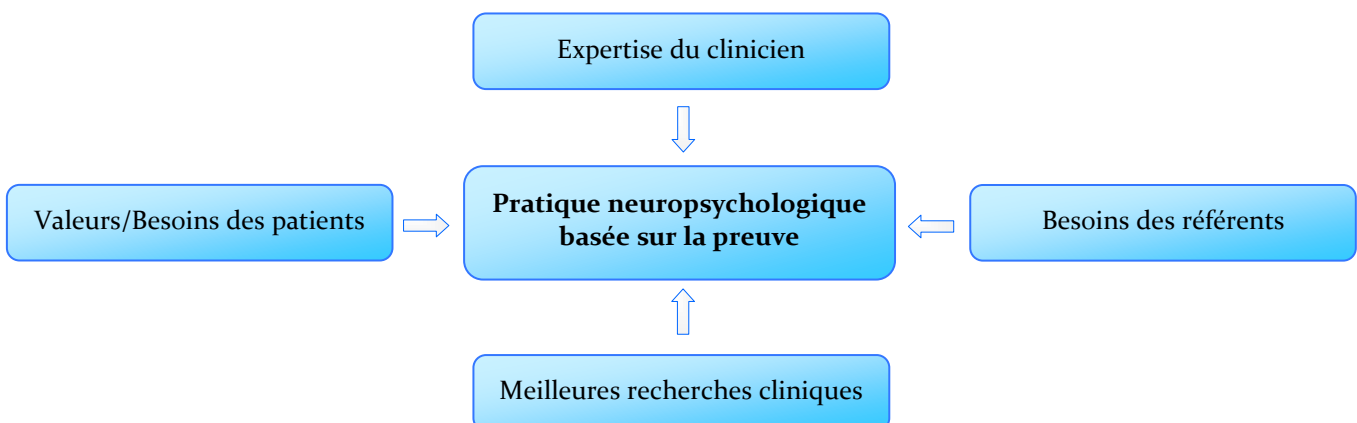 Expertise du clinicien
Valeurs/Besoins des patients
Pratique neuropsychologique
basée sur la preuve
Besoins des référents
Meilleures recherches cliniques